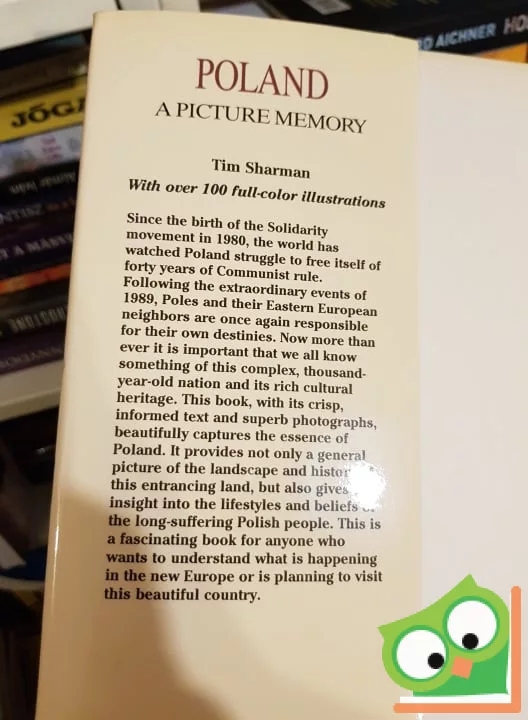 POLAND
A PICTURE MEMORY
Tim Sharman
With over 100 full-color illustrations
Since the birth of the Solidarity
movement in 1980, the world has
watched Poland struggle to free itself of
forty years of Communist rule.
Following the extraordinary events of
1989, Poles and their Eastern European
neighbors are once again responsible
for their own destinies. Now more than
ever it is important that we all know
something of this complex, thousand-
year-old nation and its rich cultural
heritage. This book, with its crisp,
informed text and superb photographs,
beautifully captures the essence of
Poland. It provides not only a general
picture of the landscape and
this entrancing land, but also gives
insight into the lifestyles and beliefs
the long-suffering Polish people. This is
a fascinating book for anyone who
wants to understand what is happening
in the new Europe or is planning to visit
this beautiful country.
JÓGA
AICHNER